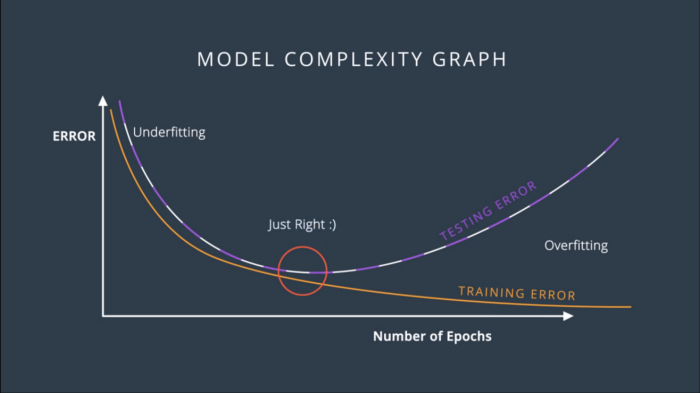 MODEL COMPLEXITY GRAPH
ERROR
Underfitting
Just Right :)
TESTING ERROR
Overfitting
TRAINING ERROR
Number of Epochs